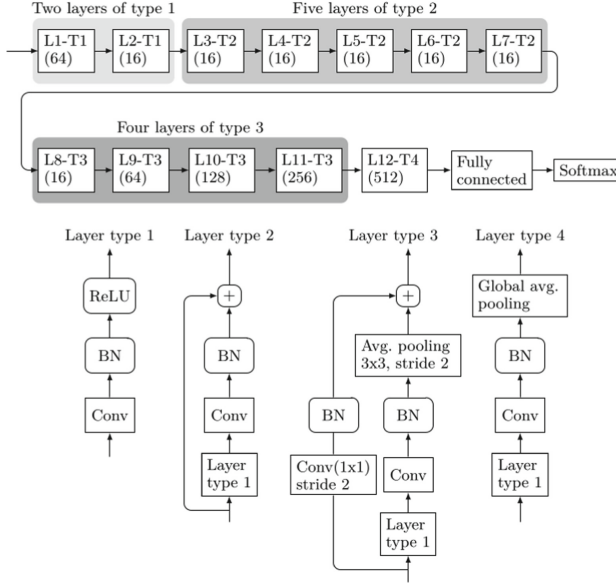 Two layers of type 1
Five layers of type 2
L1-T1
(64)
L2-T1
(16)
L3-T2
(16)
L4-T2
(16)
L5-T2
(16)
L6-T2
(16)
L7-T2
(16)
Four layers of type 3
L8-T3
(16)
L9-T3
(64)
L10-T3
(128)
L11-T3
(256)
L12-T4
(512)
Fully
connected
Softmax
Layer type 1
ReLU
BN
Conv
Layer type 2
+
BN
Conv
Layer
type 1
Layer type 3
+
Avg. pooling
3x3, stride 2
BN
BN
Conv(1x1)
stride 2
Conv
Layer
type 1
Layer type 4
Global avg.
pooling
BN
Conv
Layer
type 1